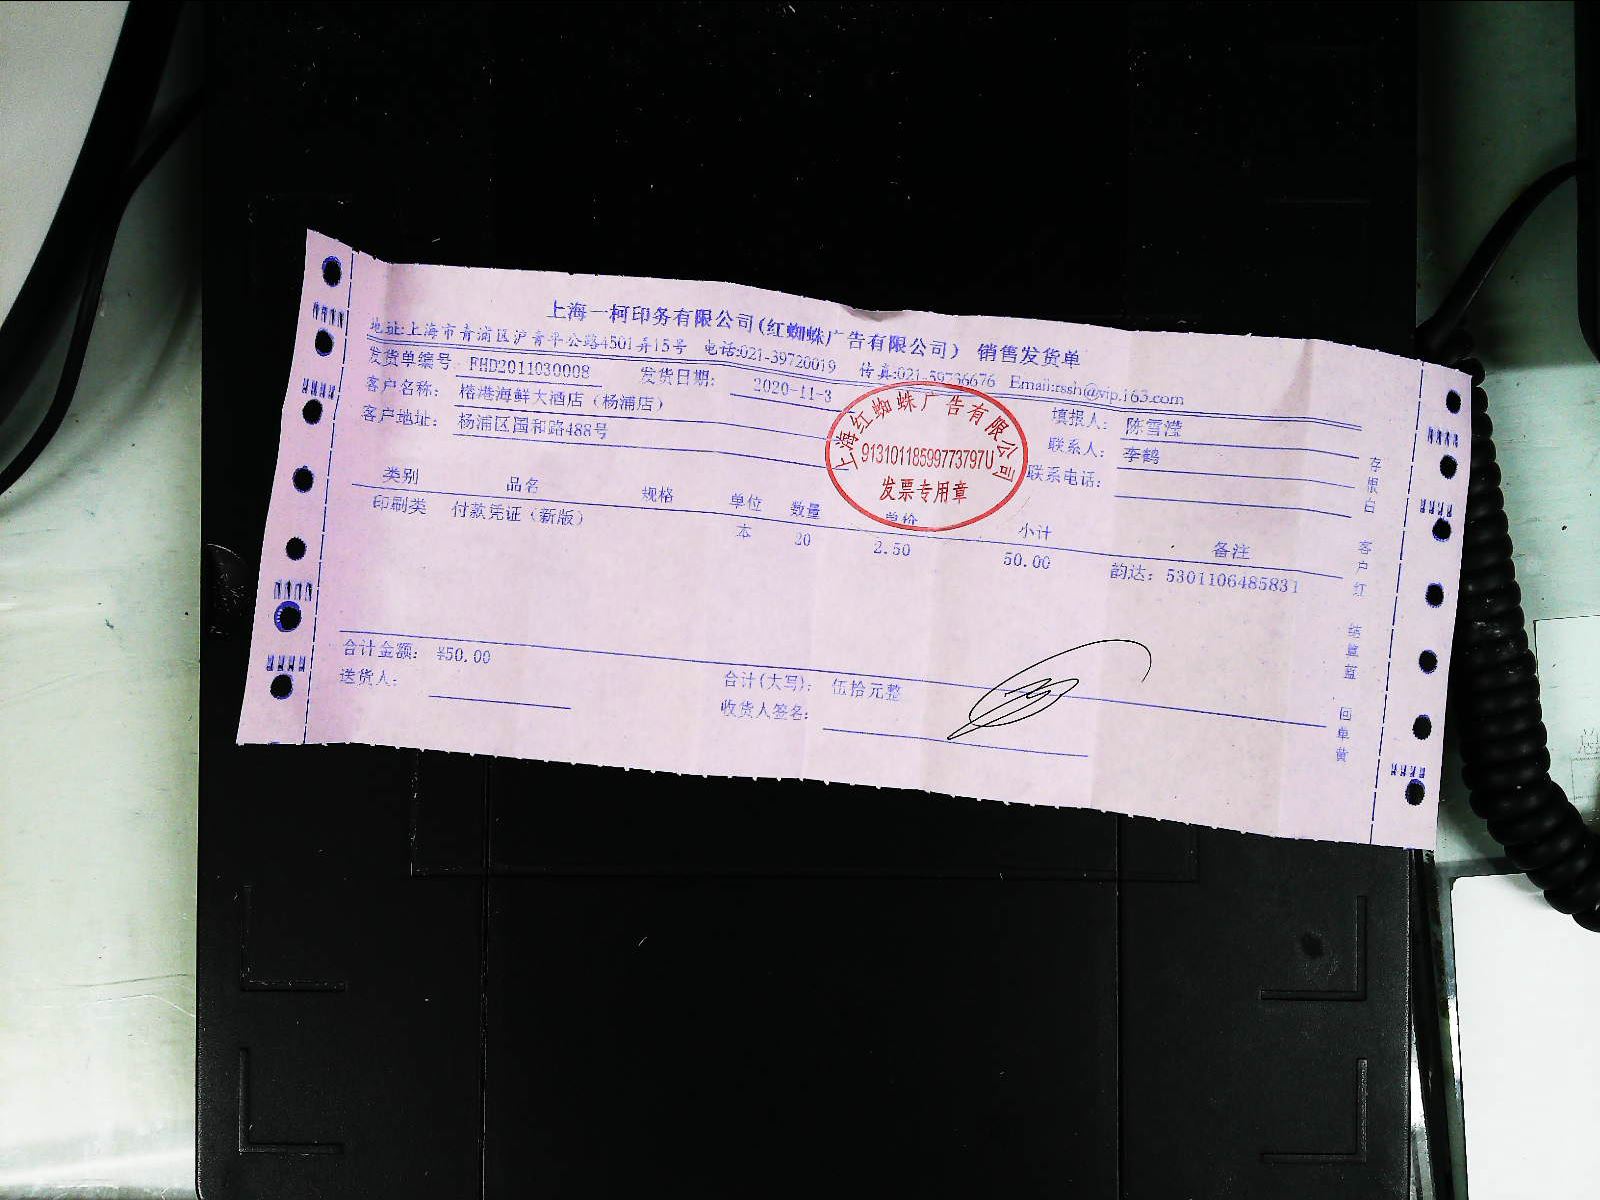 上海一柯印务有限公司(红蜘蛛广告有限公司) 销售发货单
地址:上海市青浦区沪青平公路4501弄15号 电话:021-39720019 传真:021-59736676 Email:rssh@vip.163.com
发货单编号 FHD2011030008 发货日期: 2020-11-3 填报人: 陈雪滢
客户名称: 榕港海鲜大酒店(杨浦店) 联系人: 李鹤
客户地址: 杨浦区国和路488号 联系电话:
上海红蜘蛛广告有限公司
91310118599773797U
发票专用章
类别 品名 规格 单位 数量 单价 小计 备注
印刷类 付款凭证(新版) 本 20 2.50 50.00 韵达: 5301106485831
合计金额: ¥50.00 合计(大写): 伍拾元整
送货人: 收货人签名:
存根白 客户红 结算蓝 回单黄